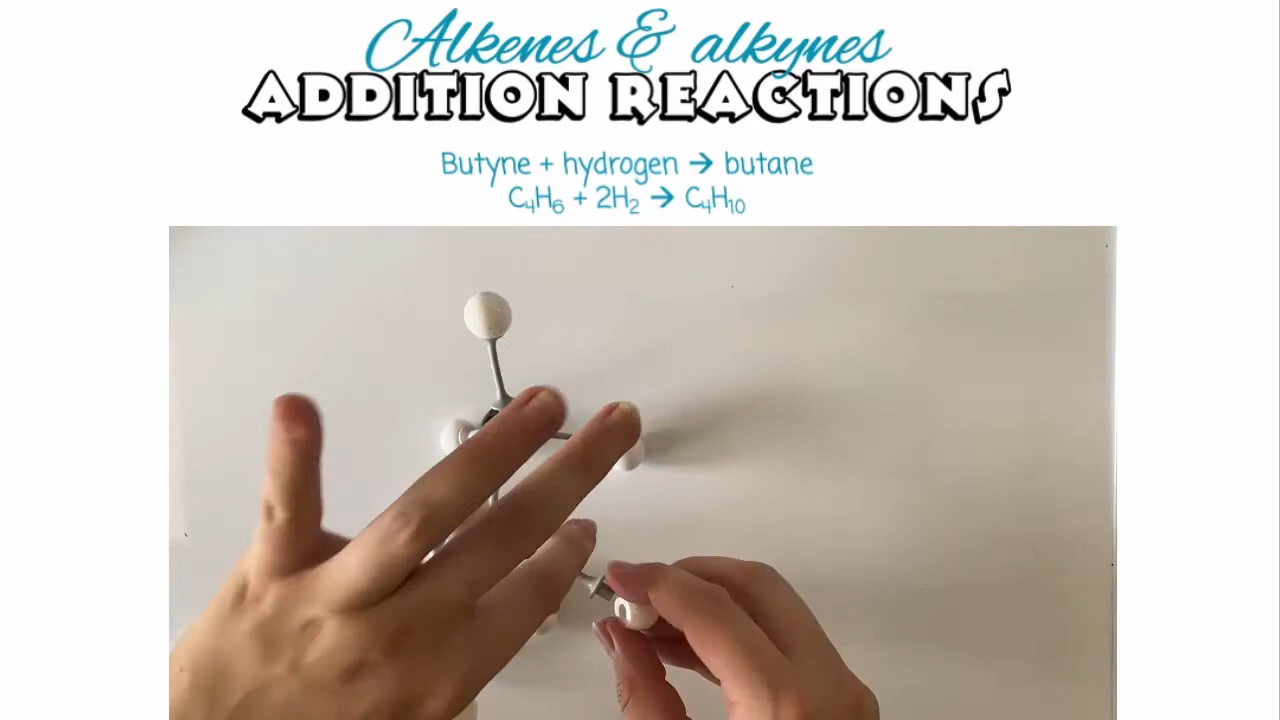 Alkenes & alkynes
ADDITION REACTIONS
Butyne + hydrogen → butane
C₄H₆ + 2H₂ → C₄H₁₀